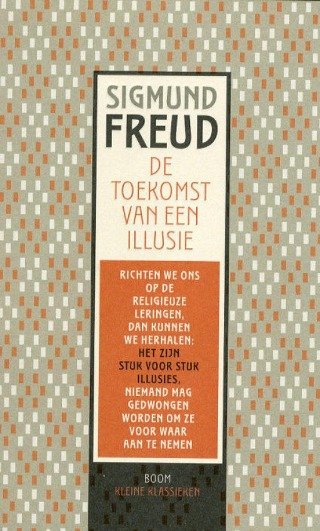 SIGMUND
FREUD
DE
TOEKOMST
VAN EEN
ILLUSIE
RICHTEN WE ONS
OP DE
RELIGIEUZE
LERINGEN,
DAN KUNNEN
WE HERHALEN:
HET ZIJN
STUK VOOR STUK
ILLUSIES,
NIEMAND MAG
GEDWONGEN
WORDEN OM ZE
VOOR WAAR
AAN TE NEMEN
BOOM
KLEINE KLASSIEKEN